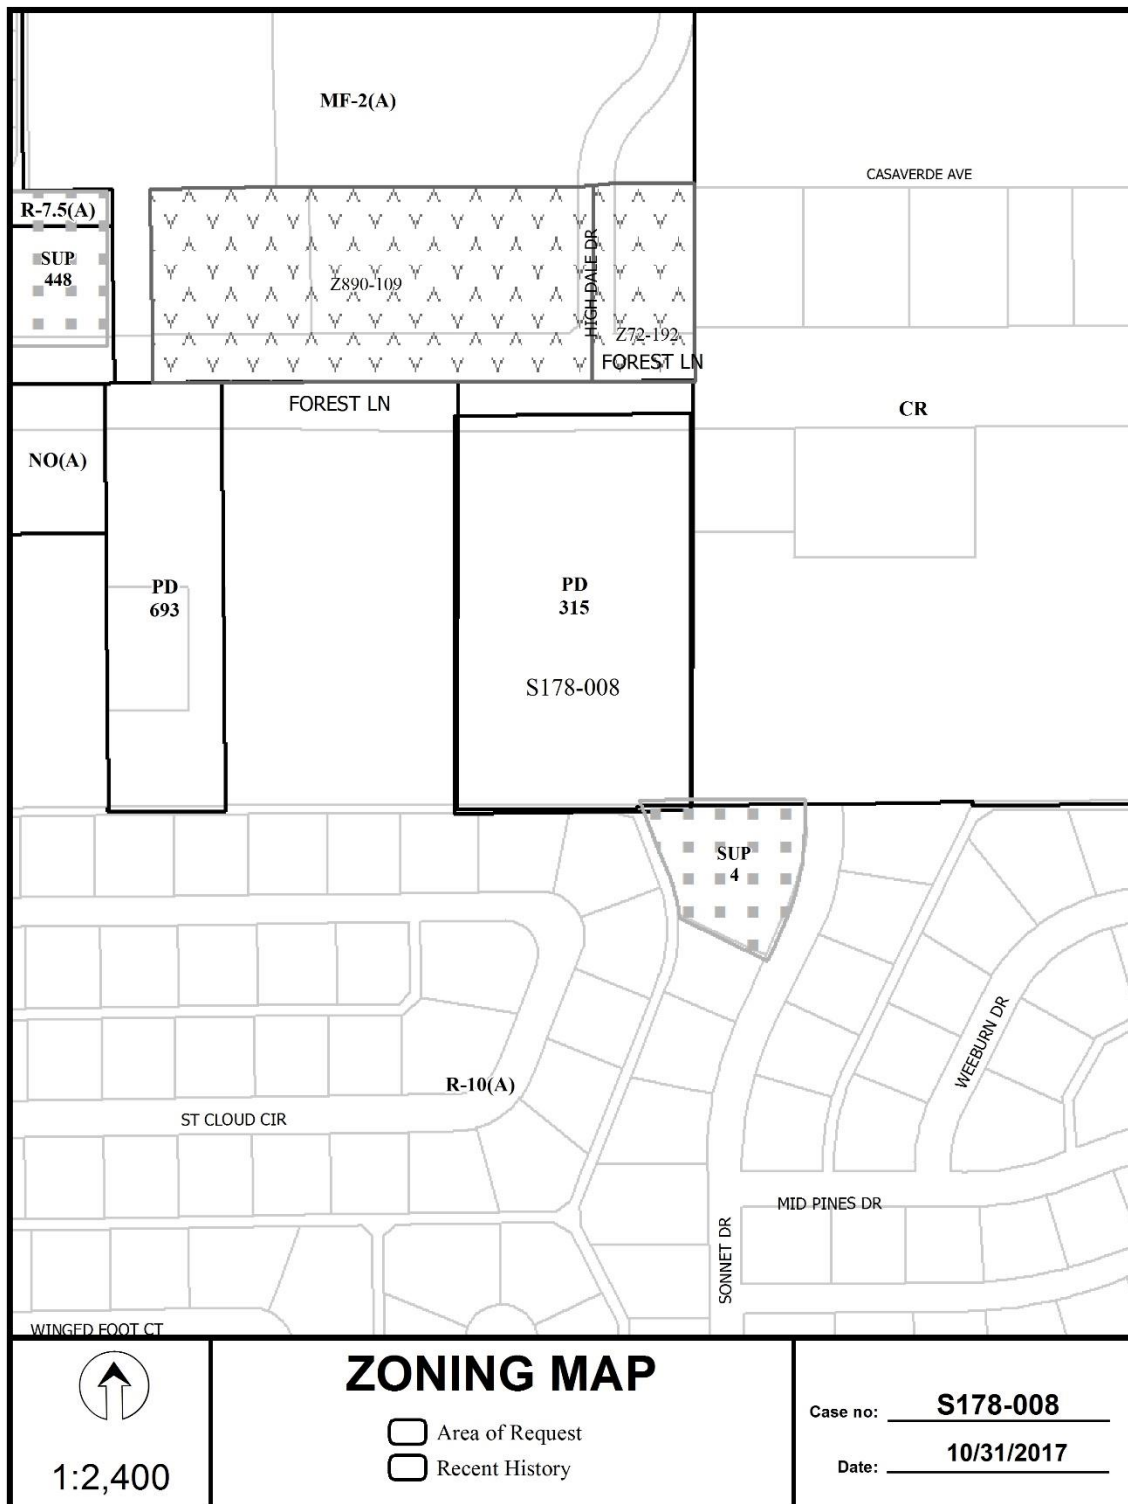 MF-2(A)
CASAVERDE AVE
R-7.5(A)
SUP
448
Z890-109
HIGH DALE DR
Z72-192
FOREST LN
FOREST LN
CR
NO(A)
PD
693
PD
315
S178-008
SUP
4
WEEBURN DR
R-10(A)
ST CLOUD CIR
MID PINES DR
SONNET DR
WINGED FOOT CT
1:2,400
ZONING MAP
Area of Request
Recent History
Case no: S178-008
Date: 10/31/2017